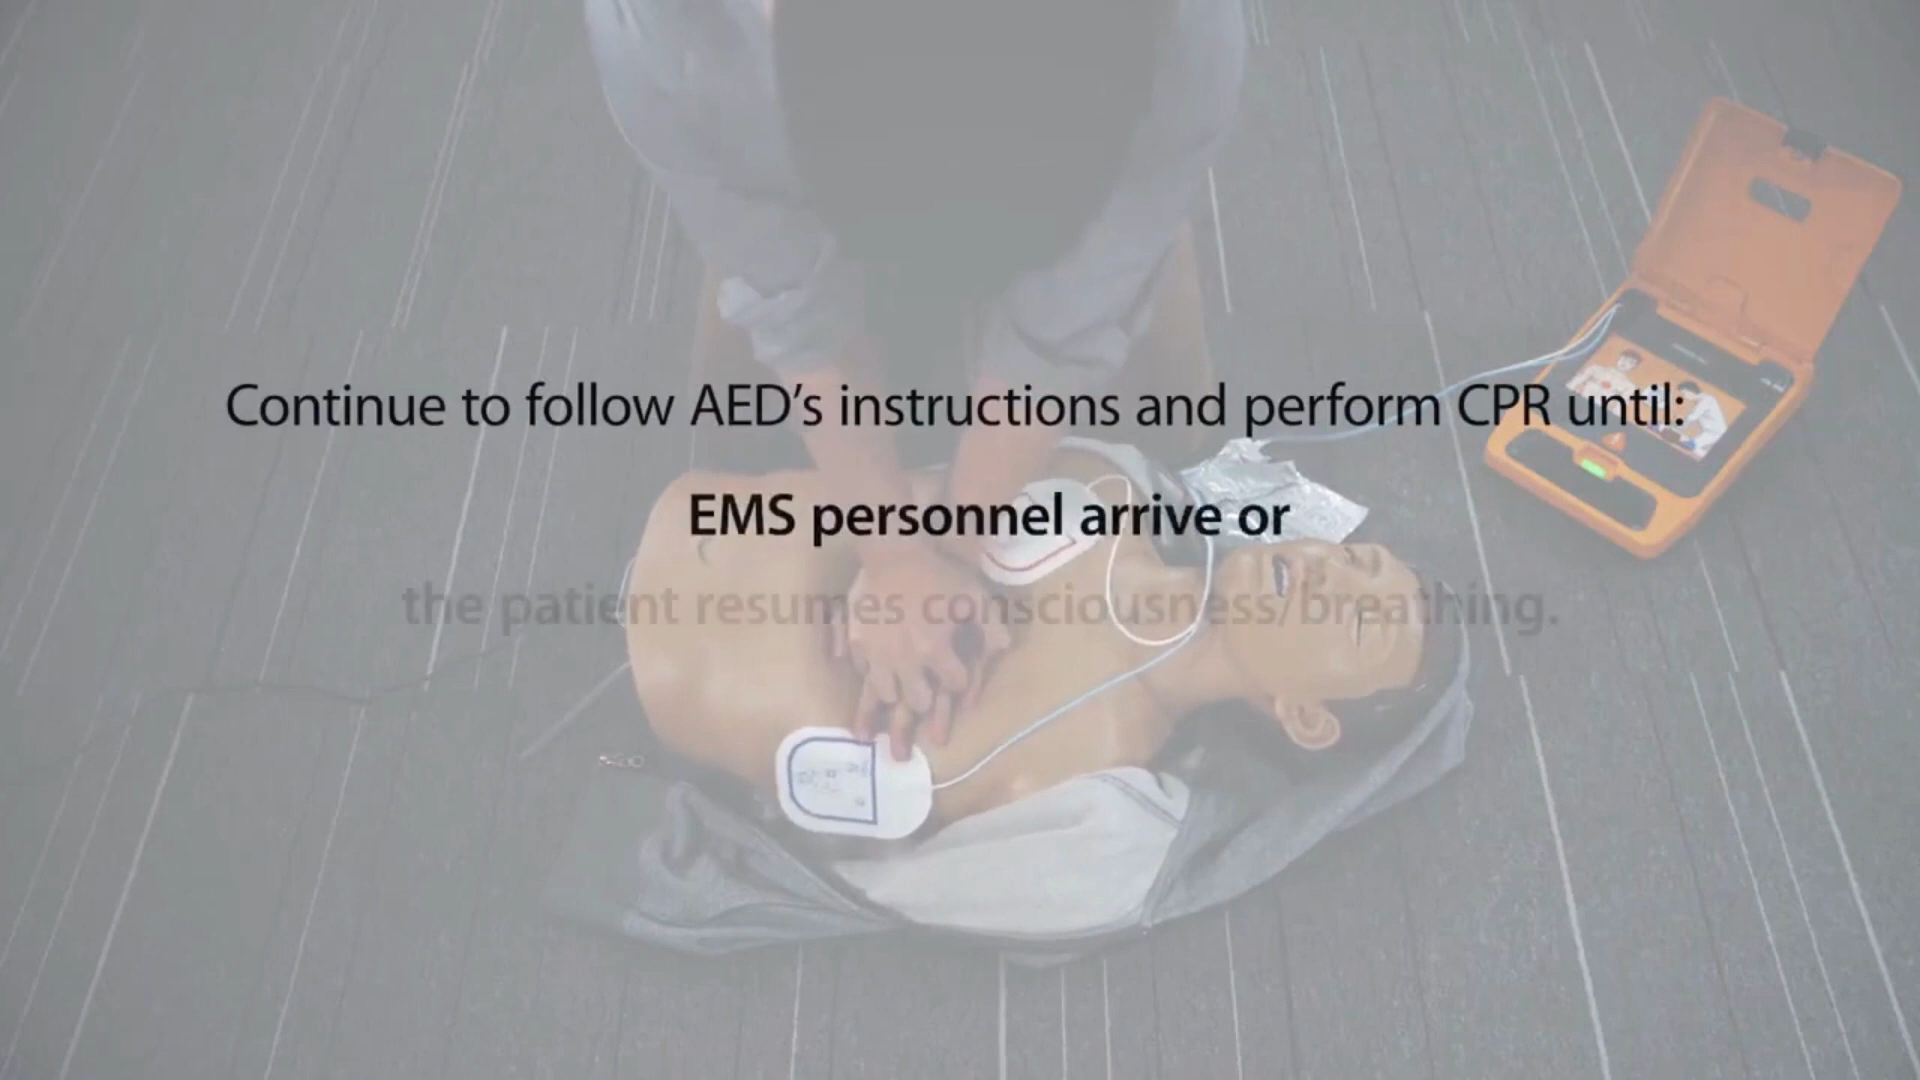 Continue to follow AED's instructions and perform CPR until:
EMS personnel arrive or
the patient resumes consciousness/breathing.